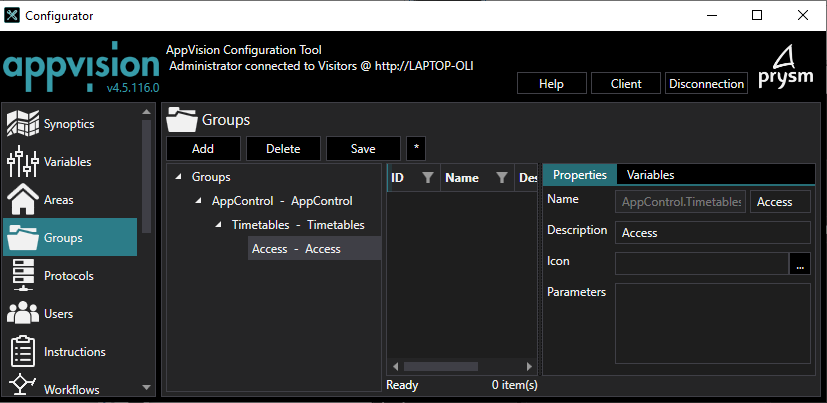 Configurator
appvision
v4.5.116.0
AppVision Configuration Tool
Administrator connected to Visitors @ http://LAPTOP-OLI
Help
Client
Disconnection
prysm
Synoptics
Variables
Areas
Groups
Protocols
Users
Instructions
Workflows
Groups
Add
Delete
Save
*
Groups
AppControl - AppControl
Timetables - Timetables
Access - Access
ID
Name
Des
Ready
0 item(s)
Properties
Variables
Name
AppControl.Timetables
Access
Description
Access
Icon
...
Parameters